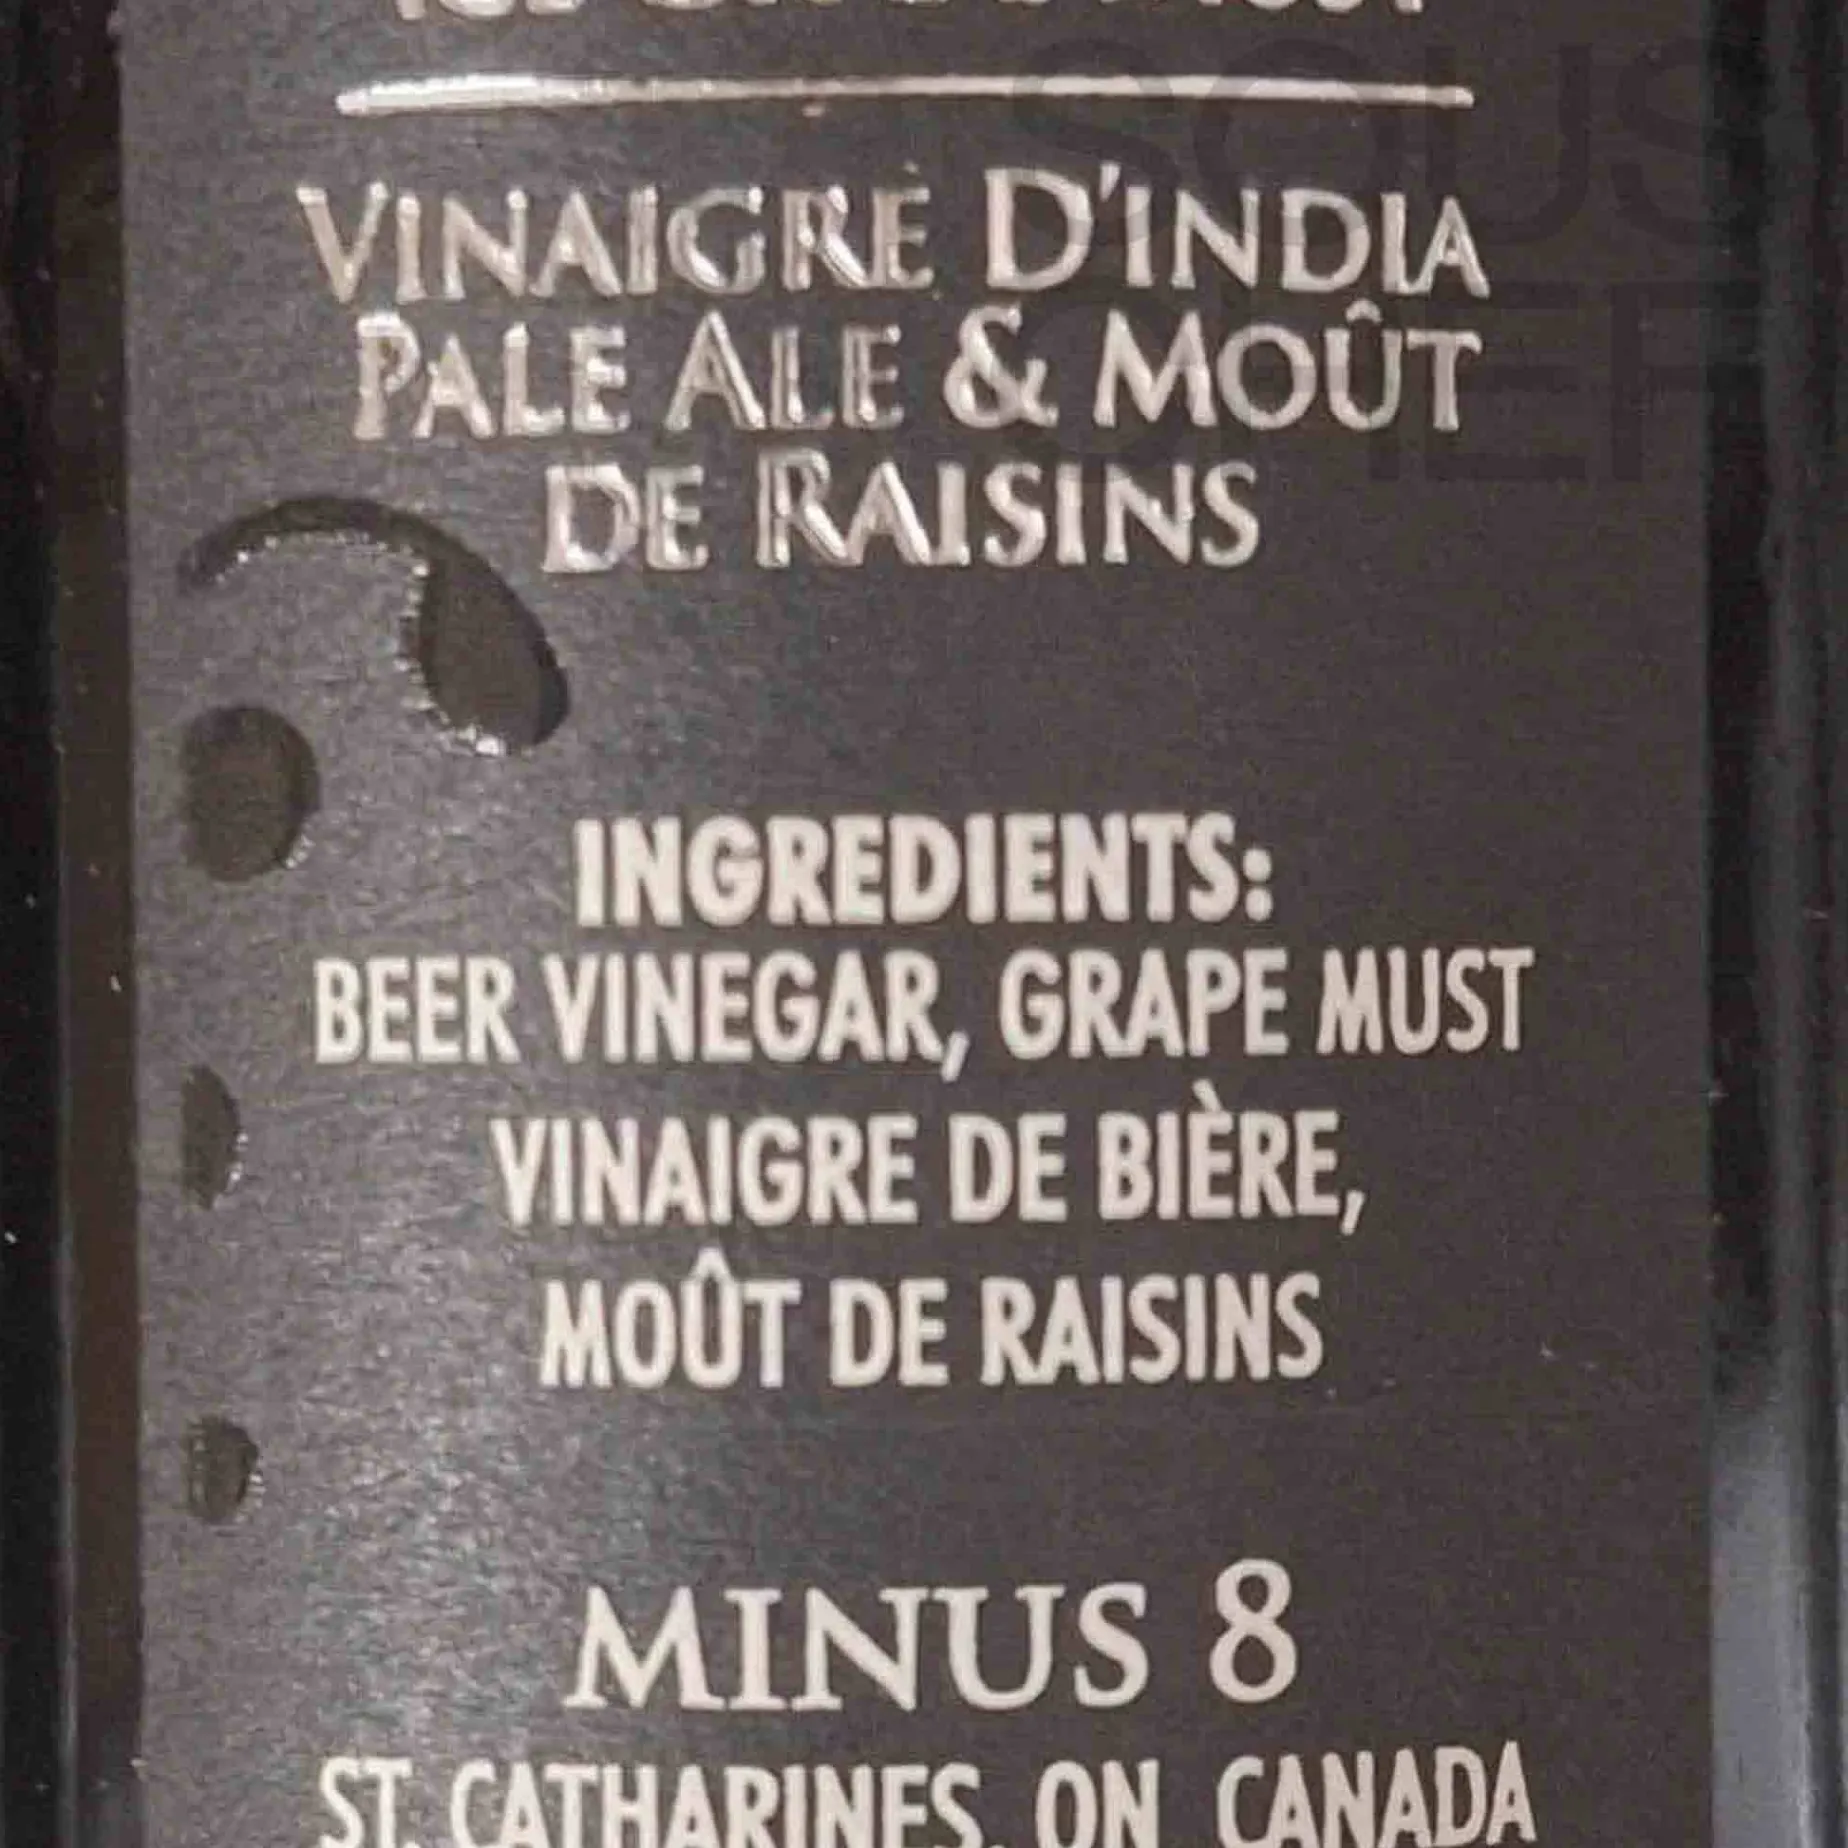 VINAIGRE D'INDIA
PALE ALE & MOÛT
DE RAISINS
INGREDIENTS:
BEER VINEGAR, GRAPE MUST
VINAIGRE DE BIÈRE,
MOÛT DE RAISINS
MINUS 8
ST. CATHARINES, ON CANADA